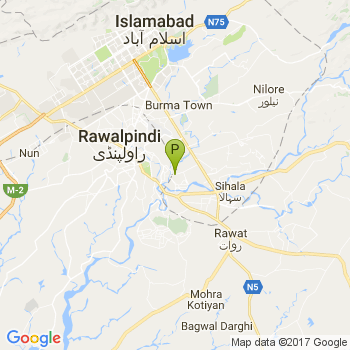 Islamabad
اسلام آباد
N75
Nilore
نیلور
Burma Town
Rawalpindi
راولپنڈی
P
Nun
M-2
Sihala
سہالا
Rawat
روات
N5
Mohra
Kotiyan
Bagwal Darghi
Google
Map data ©2017 Google